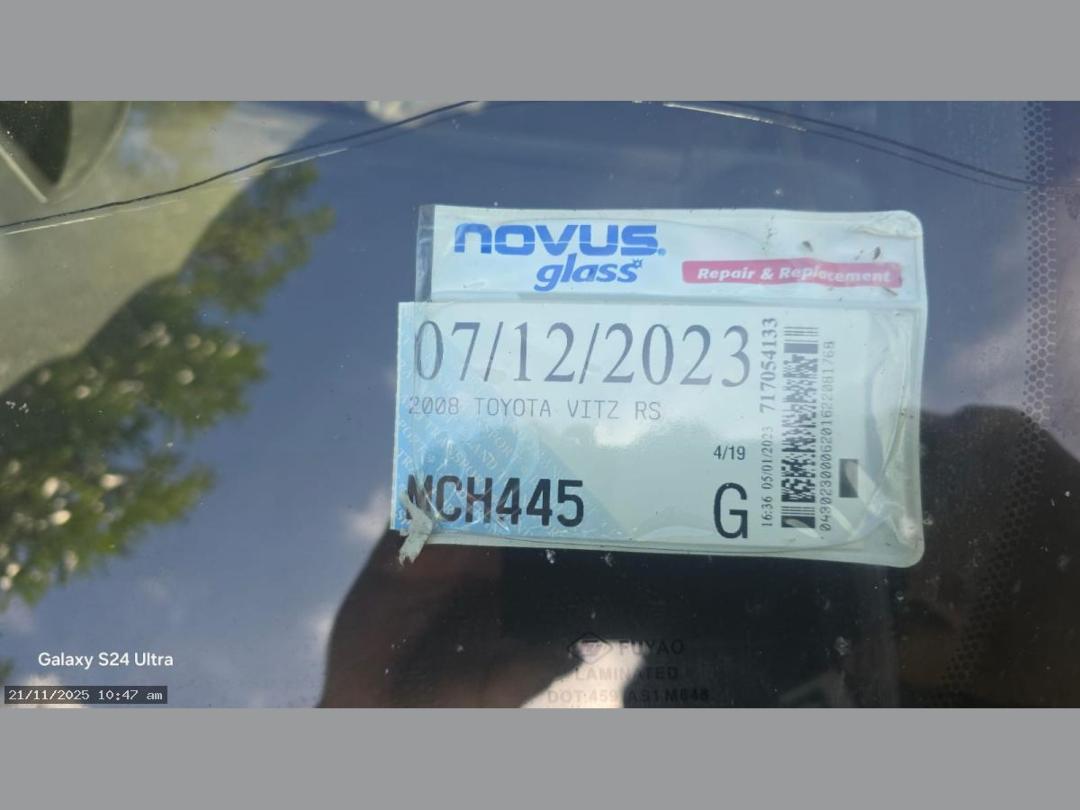 novus®
glass
Repair & Replacement
07/12/2023
2008 TOYOTA VITZ RS
4/19
MCH445
G
16:36 05/01/2023 717054133
FUYAO
LAMINATED
Galaxy S24 Ultra
21/11/2025 10:47 am